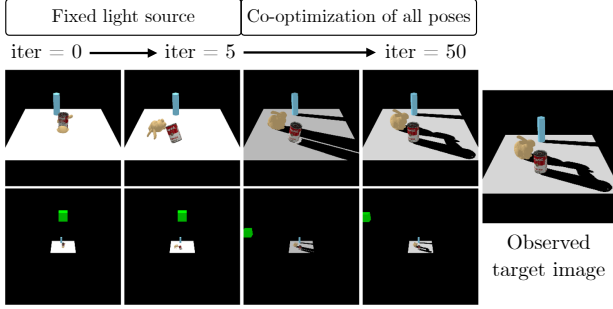 Fixed light source
Co-optimization of all poses
iter = 0
iter = 5
iter = 50
Observed
target image